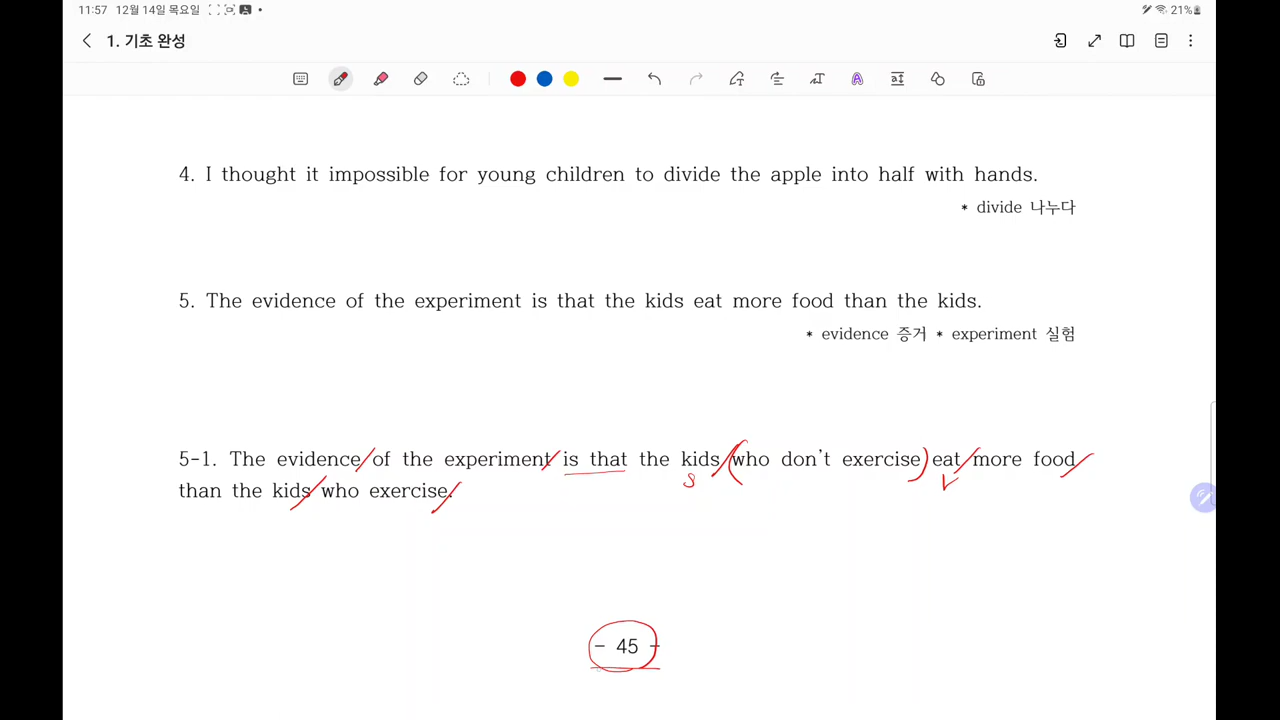 11:57 12월 14일 목요일 21%
1. 기초 완성
4. I thought it impossible for young children to divide the apple into half with hands.
* divide 나누다
5. The evidence of the experiment is that the kids eat more food than the kids.
* evidence 증거 * experiment 실험
5-1. The evidence of the experiment is that the kids who don't exercise eat more food
S V
than the kids who exercise.
- 45 -